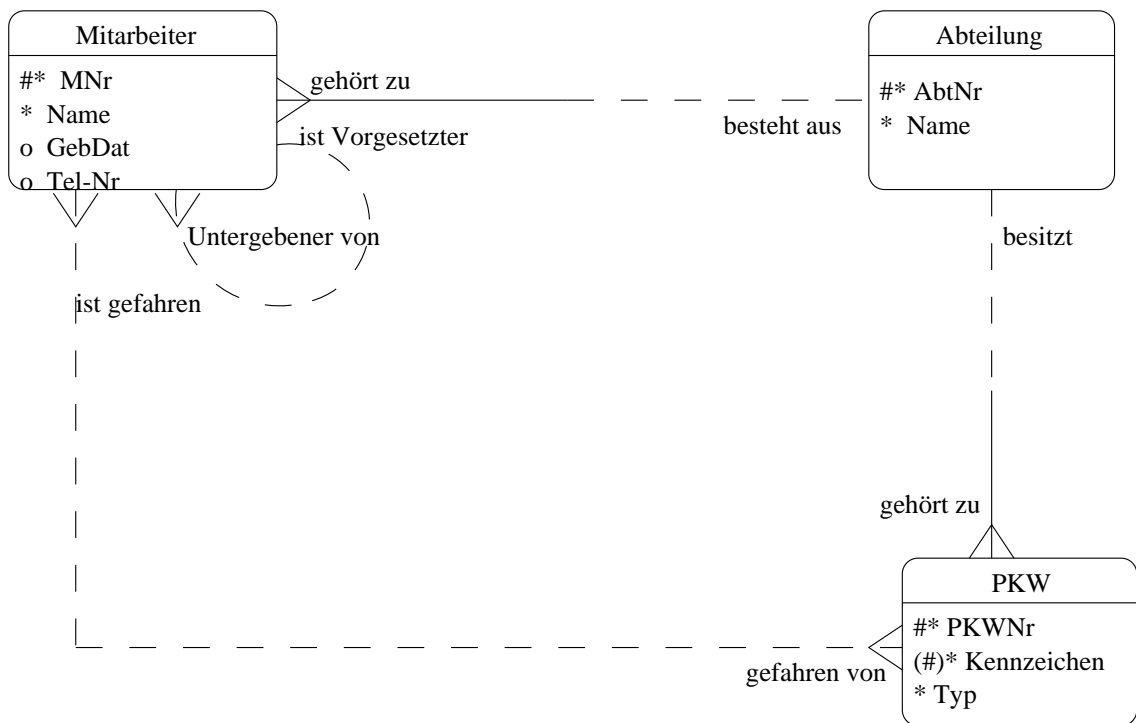 Mitarbeiter
#* MNr
* Name
o GebDat
o Tel-Nr
gehört zu
ist Vorgesetzter
besteht aus
Abteilung
#* AbtNr
* Name
Untergebener von
besitzt
ist gefahren
gehört zu
gefahren von
PKW
#* PKWNr
(#)* Kennzeichen
* Typ